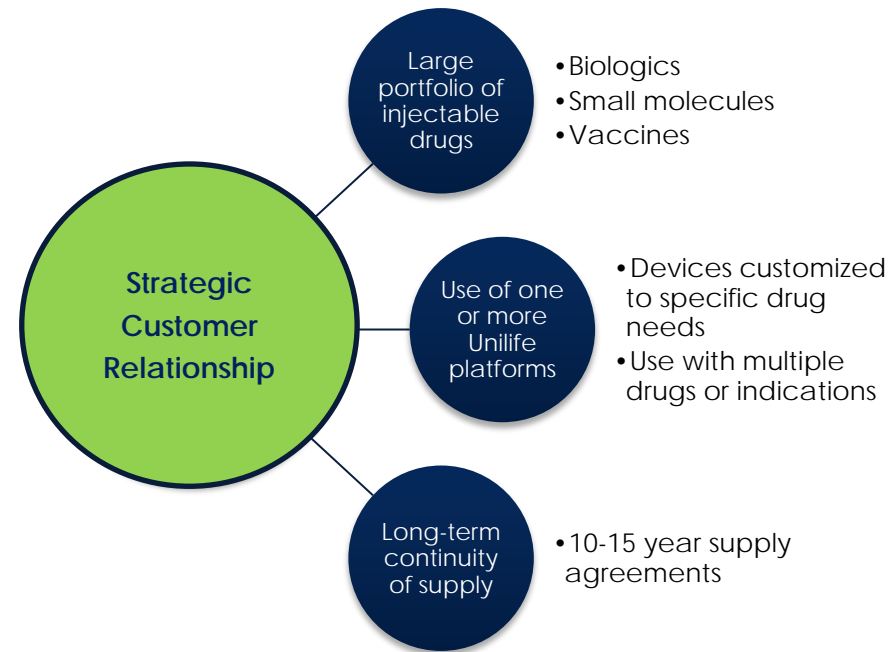 Large
portfolio of
injectable
drugs
•Biologics
•Small molecules
•Vaccines
Strategic
Customer
Relationship
Use of one
or more
Unilife
platforms
•Devices customized
to specific drug
needs
•Use with multiple
drugs or indications
Long-term
continuity
of supply
•10-15 year supply
agreements